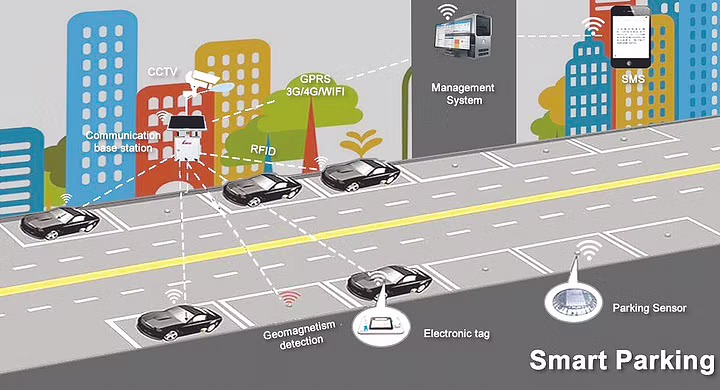 CCTV
GPRS
3G/4G/WIFI
Management
System
SMS
Communication
base station
RFID
Geomagnetism
detection
Electronic tag
Parking Sensor
Smart Parking